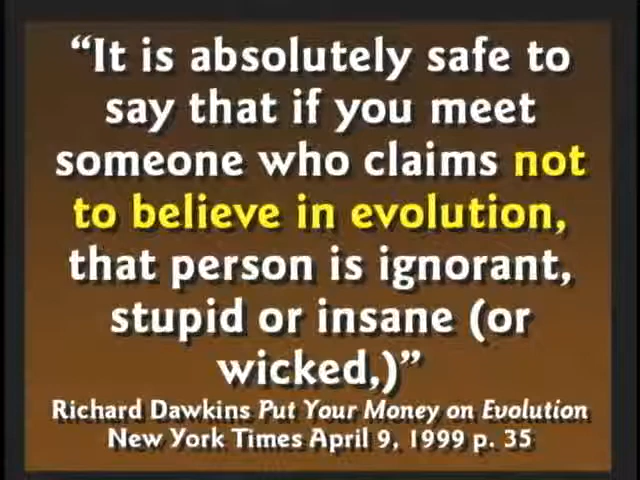 “It is absolutely safe to
say that if you meet
someone who claims not
to believe in evolution,
that person is ignorant,
stupid or insane (or
wicked,)”
Richard Dawkins Put Your Money on Evolution
New York Times April 9, 1999 p. 35